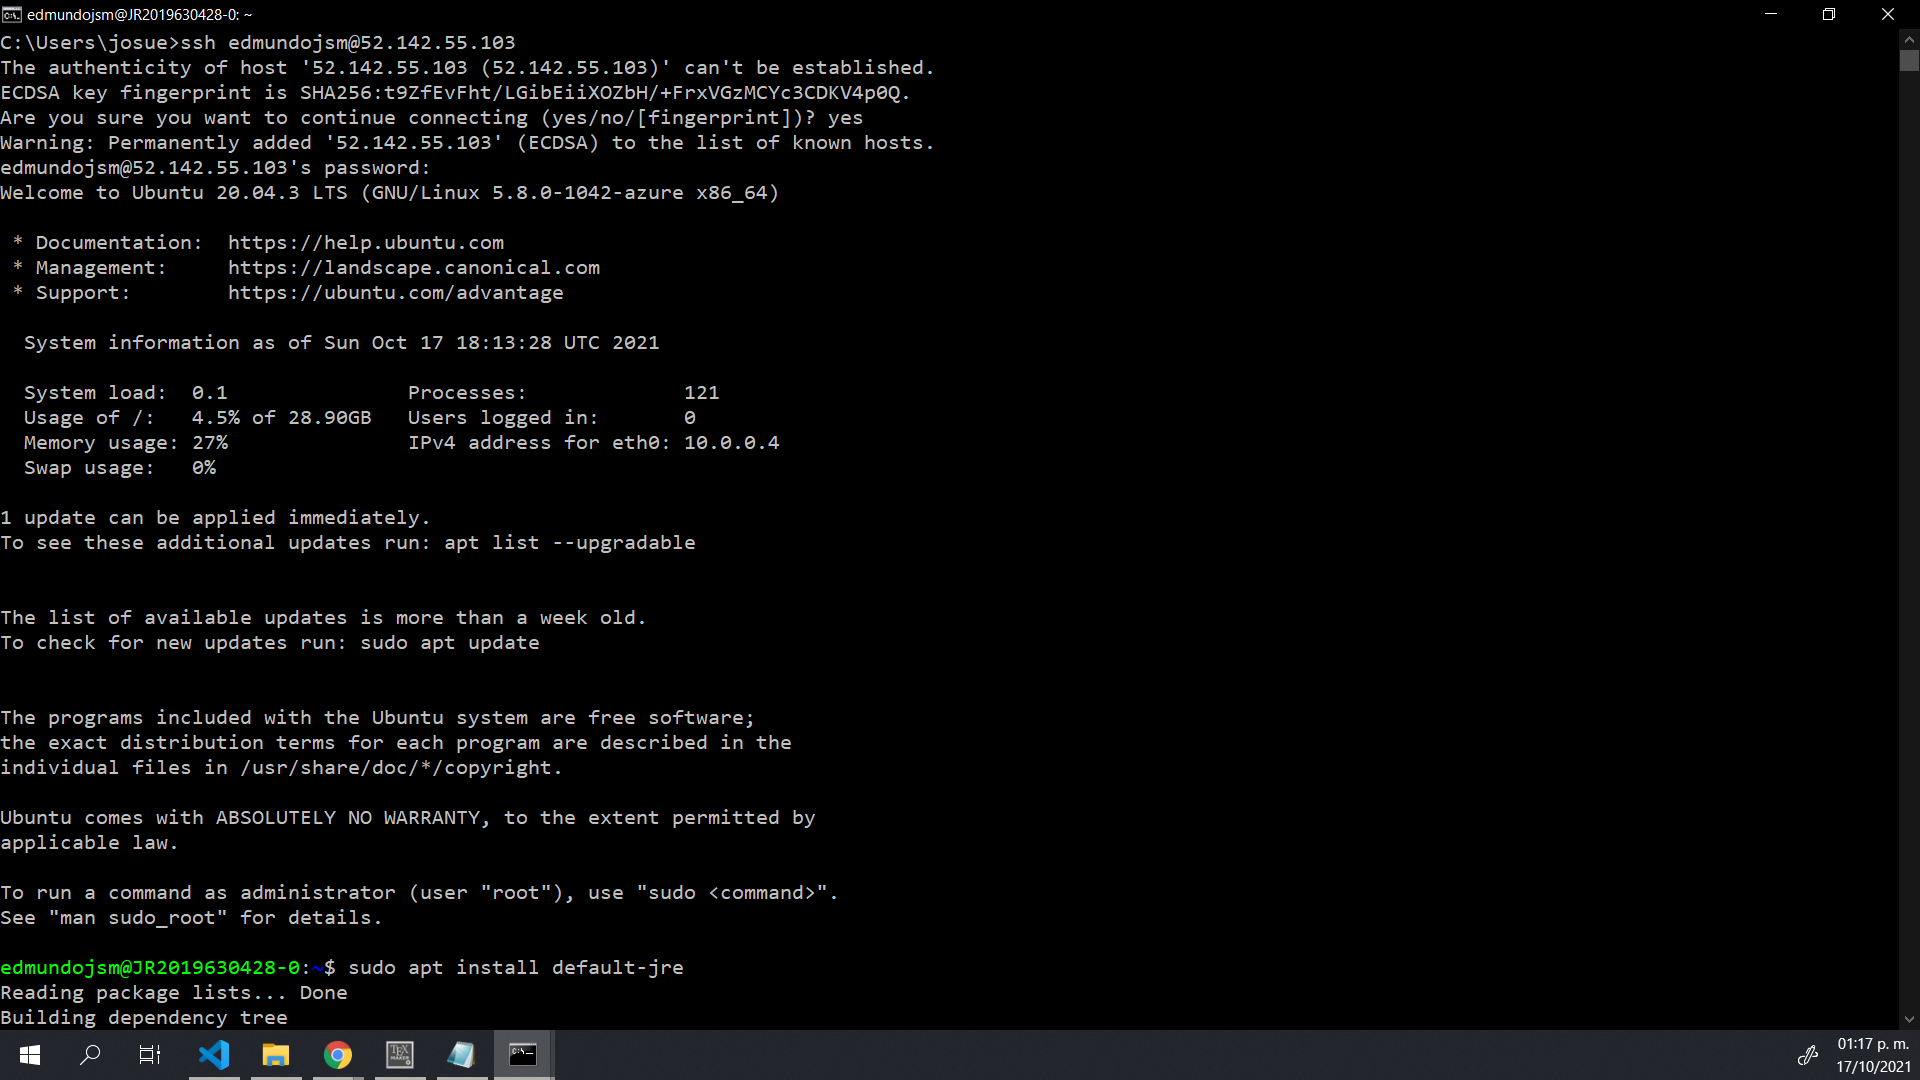 edmundojsm@JR2019630428-0: ~
C:\Users\josue>ssh edmundojsm@52.142.55.103
The authenticity of host '52.142.55.103 (52.142.55.103)' can't be established.
ECDSA key fingerprint is SHA256:t9ZfEvFht/LGibEiiXOZbH/+FrxVGzMCYc3CDKV4p0Q.
Are you sure you want to continue connecting (yes/no/[fingerprint])? yes
Warning: Permanently added '52.142.55.103' (ECDSA) to the list of known hosts.
edmundojsm@52.142.55.103's password:
Welcome to Ubuntu 20.04.3 LTS (GNU/Linux 5.8.0-1042-azure x86_64)
* Documentation:  https://help.ubuntu.com
* Management:     https://landscape.canonical.com
* Support:        https://ubuntu.com/advantage
System information as of Sun Oct 17 18:13:28 UTC 2021
System load:  0.1               Processes:             121
Usage of /:   4.5% of 28.90GB   Users logged in:       0
Memory usage: 27%               IPv4 address for eth0: 10.0.0.4
Swap usage:   0%
1 update can be applied immediately.
To see these additional updates run: apt list --upgradable
The list of available updates is more than a week old.
To check for new updates run: sudo apt update
The programs included with the Ubuntu system are free software;
the exact distribution terms for each program are described in the
individual files in /usr/share/doc/*/copyright.
Ubuntu comes with ABSOLUTELY NO WARRANTY, to the extent permitted by
applicable law.
To run a command as administrator (user "root"), use "sudo <command>".
See "man sudo_root" for details.
edmundojsm@JR2019630428-0:~$ sudo apt install default-jre
Reading package lists... Done
Building dependency tree
TEX
MAKER
01:17 p. m.
17/10/2021